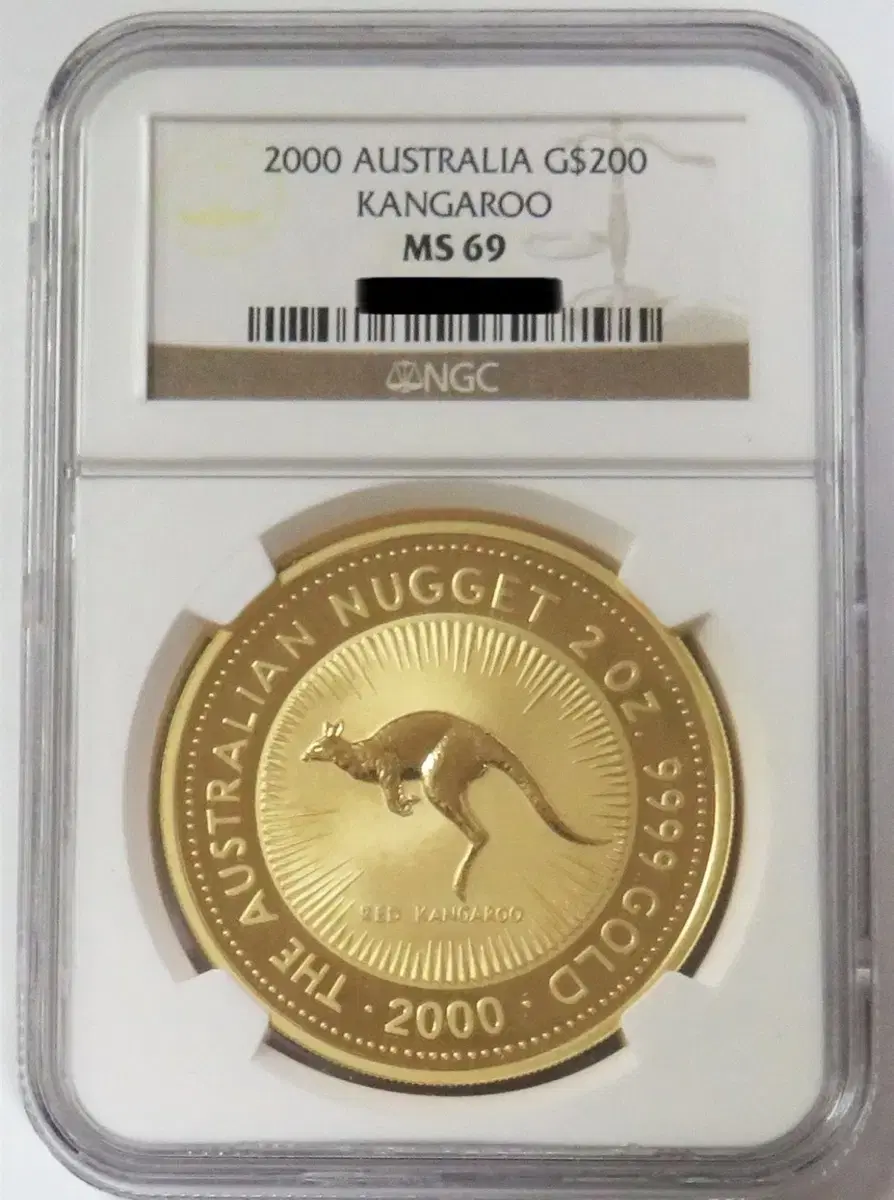 2000 AUSTRALIA G$200
KANGAROO
MS 69
NGC
THE AUSTRALIAN NUGGET 2 OZ. 9999 GOLD
RED KANGAROO
· 2000 ·